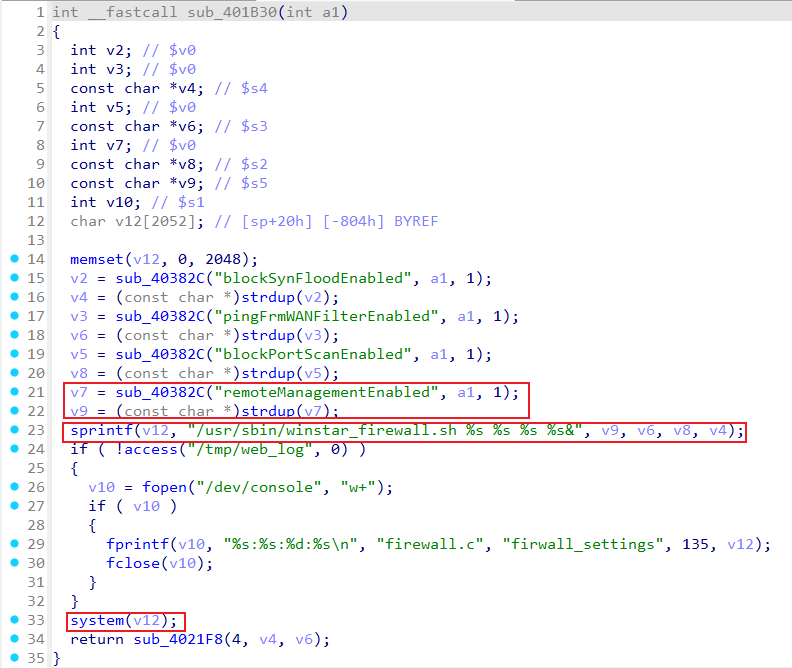 1 int __fastcall sub_401B30(int a1)
2 {
3 int v2; // $v0
4 int v3; // $v0
5 const char *v4; // $s4
6 int v5; // $v0
7 const char *v6; // $s3
8 int v7; // $v0
9 const char *v8; // $s2
10 const char *v9; // $s5
11 int v10; // $s1
12 char v12[2052]; // [sp+20h] [-804h] BYREF
13
14 memset(v12, 0, 2048);
15 v2 = sub_40382C("blockSynFloodEnabled", a1, 1);
16 v4 = (const char *)strdup(v2);
17 v3 = sub_40382C("pingFrmWANFilterEnabled", a1, 1);
18 v6 = (const char *)strdup(v3);
19 v5 = sub_40382C("blockPortScanEnabled", a1, 1);
20 v8 = (const char *)strdup(v5);
21 v7 = sub_40382C("remoteManagementEnabled", a1, 1);
22 v9 = (const char *)strdup(v7);
23 sprintf(v12, "/usr/sbin/winstar_firewall.sh %s %s %s %s&", v9, v6, v8, v4);
24 if ( !access("/tmp/web_log", 0) )
25 {
26 v10 = fopen("/dev/console", "w+");
27 if ( v10 )
28 {
29 fprintf(v10, "%s:%s:%d:%s\n", "firewall.c", "firwall_settings", 135, v12);
30 fclose(v10);
31 }
32 }
33 system(v12);
34 return sub_4021F8(4, v4, v6);
35 }